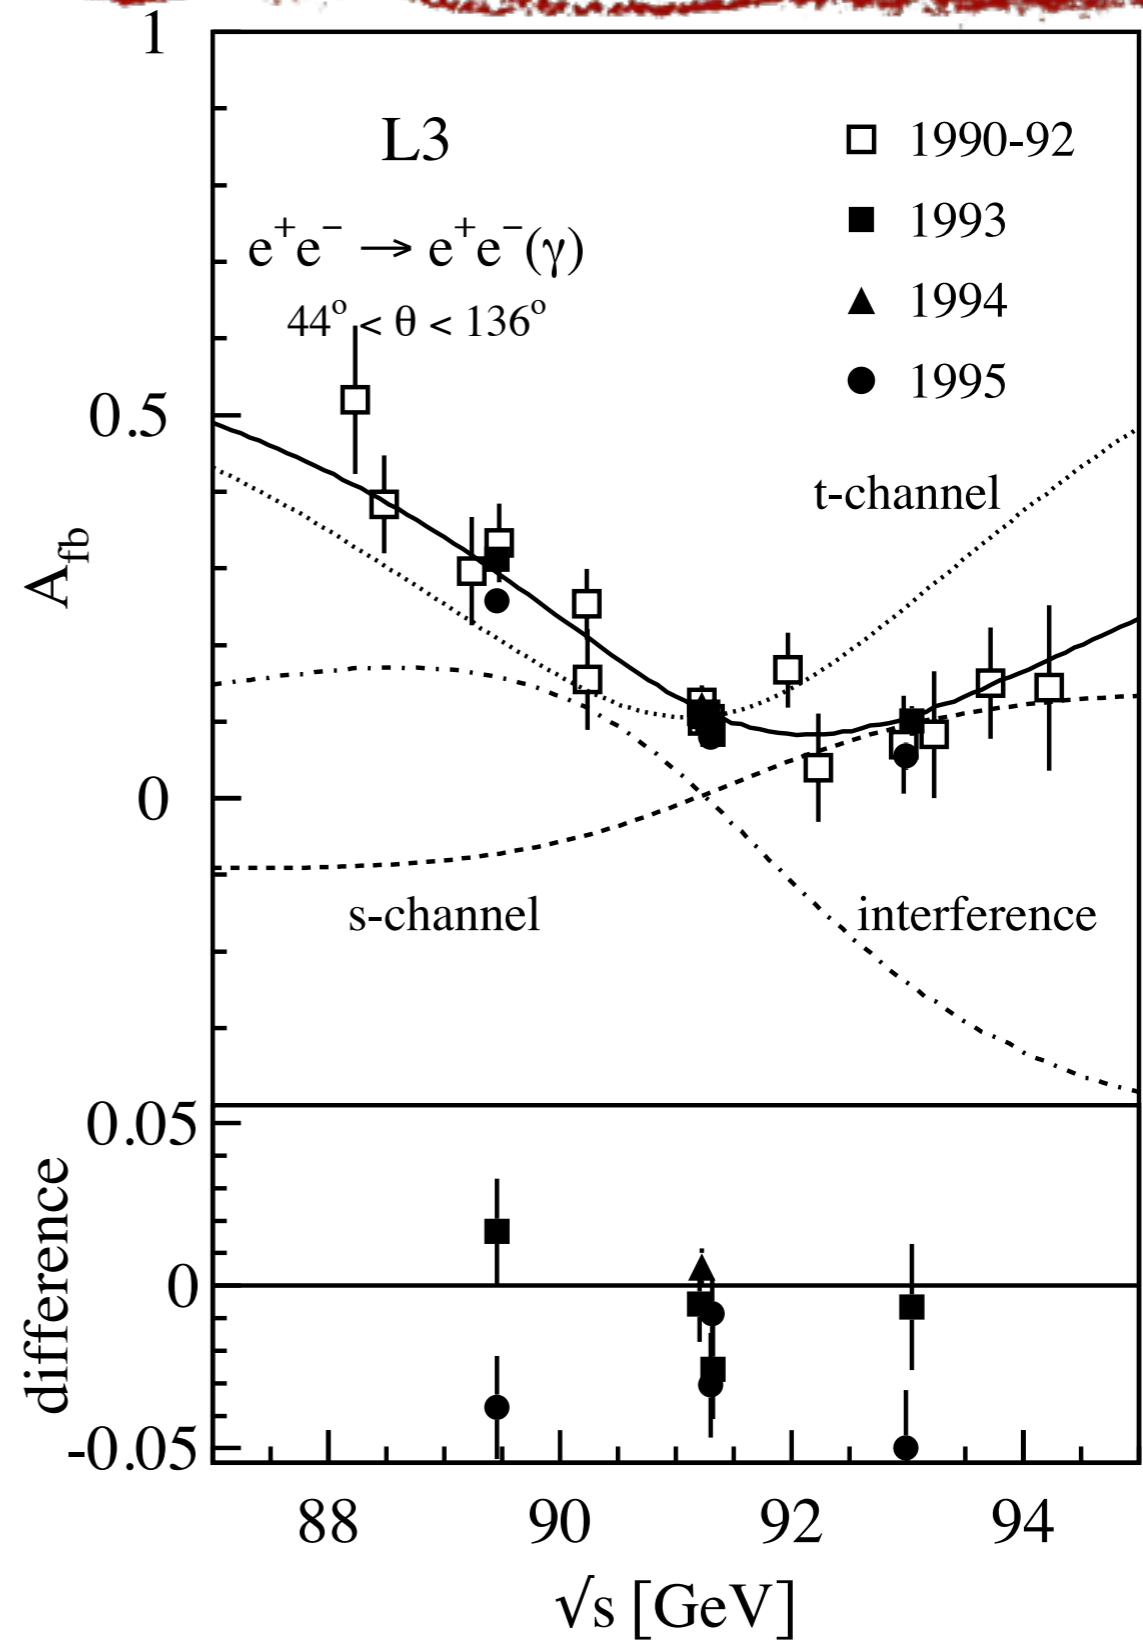 1
L3
1990-92
1993
e⁺e⁻ → e⁺e⁻(γ)
44° < θ < 136°
1994
1995
0.5
t-channel
A_fb
0
s-channel
interference
0.05
0
-0.05
difference
88 90 92 94
√s [GeV]